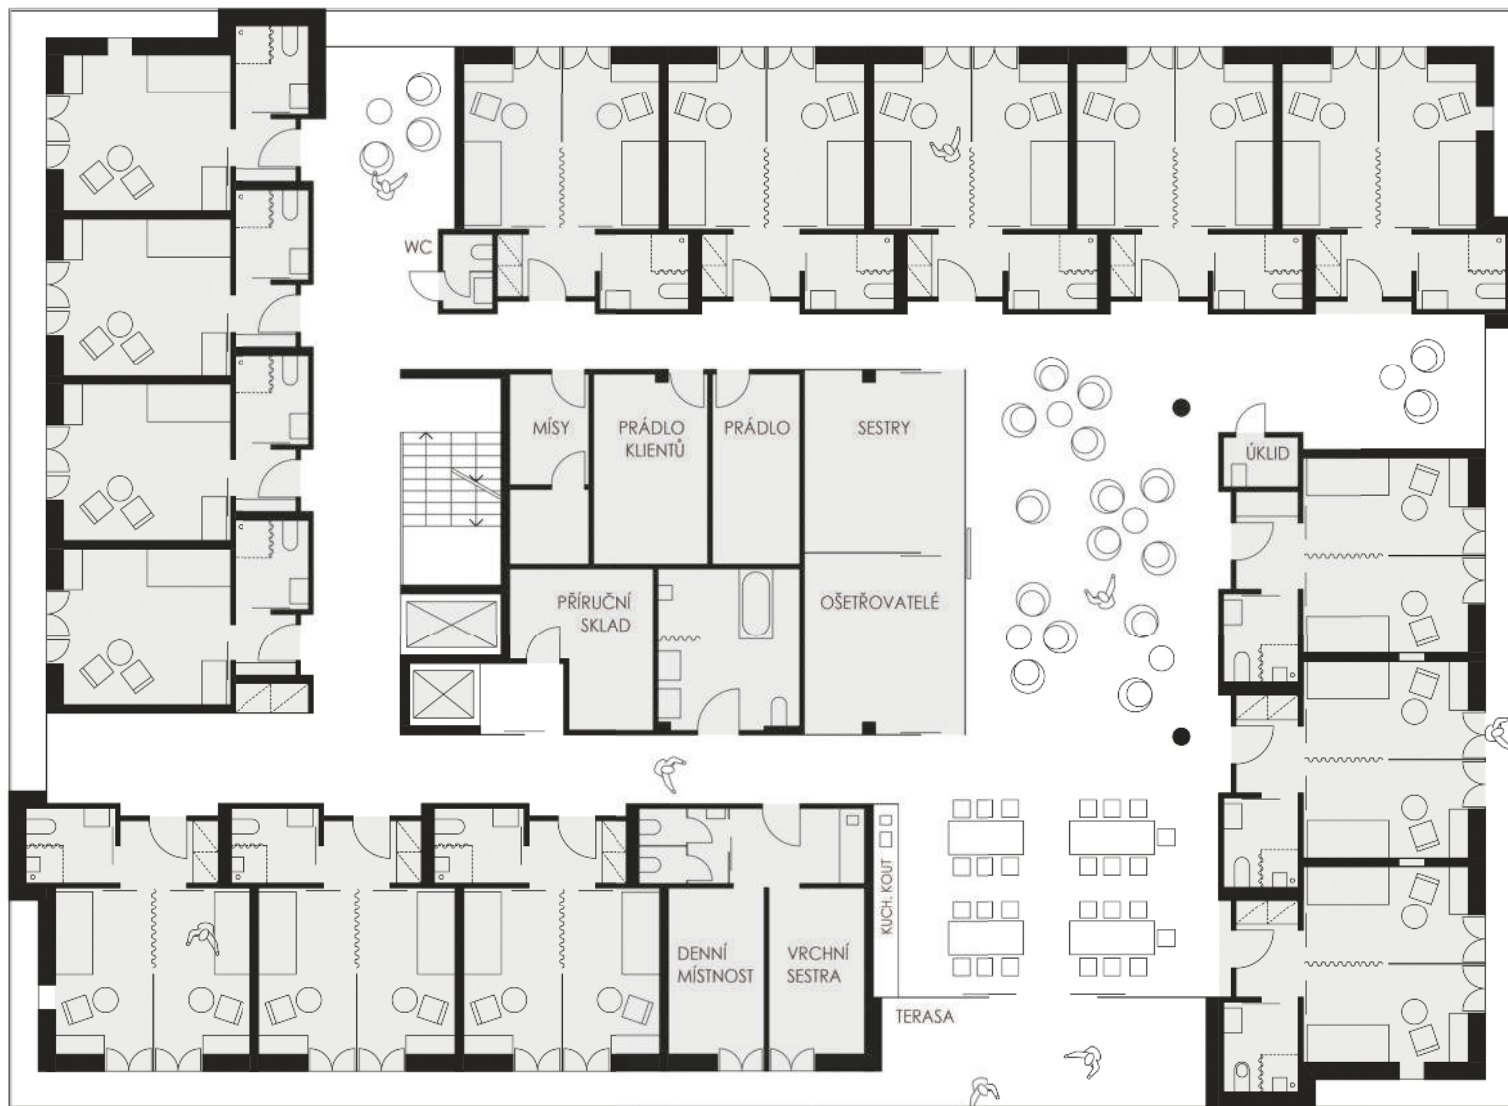 WC
MÍSY
PRÁDLO
KLIENTŮ
PRÁDLO
SESTRY
ÚKLID
PŘÍRUČNÍ
SKLAD
OŠETŘOVATELÉ
KUCH. KOUT
DENNÍ
MÍSTNOST
VRCHNÍ
SESTRA
TERASA